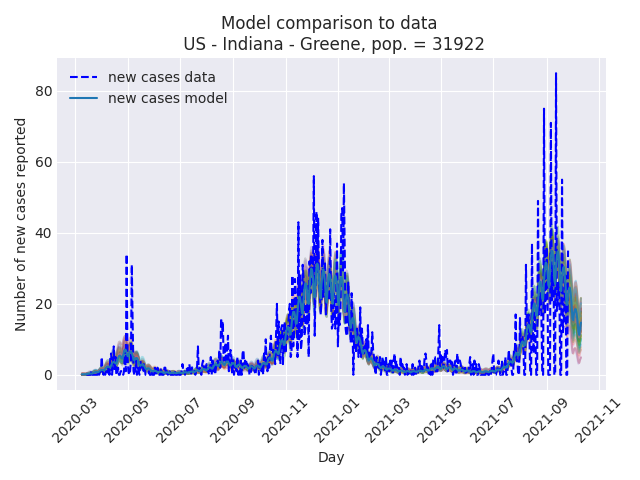 Model comparison to data
US - Indiana - Greene, pop. = 31922
new cases data
new cases model
Number of new cases reported
80
60
40
20
0
2020-03
2020-05
2020-07
2020-09
2020-11
2021-01
2021-03
2021-05
2021-07
2021-09
2021-11
Day